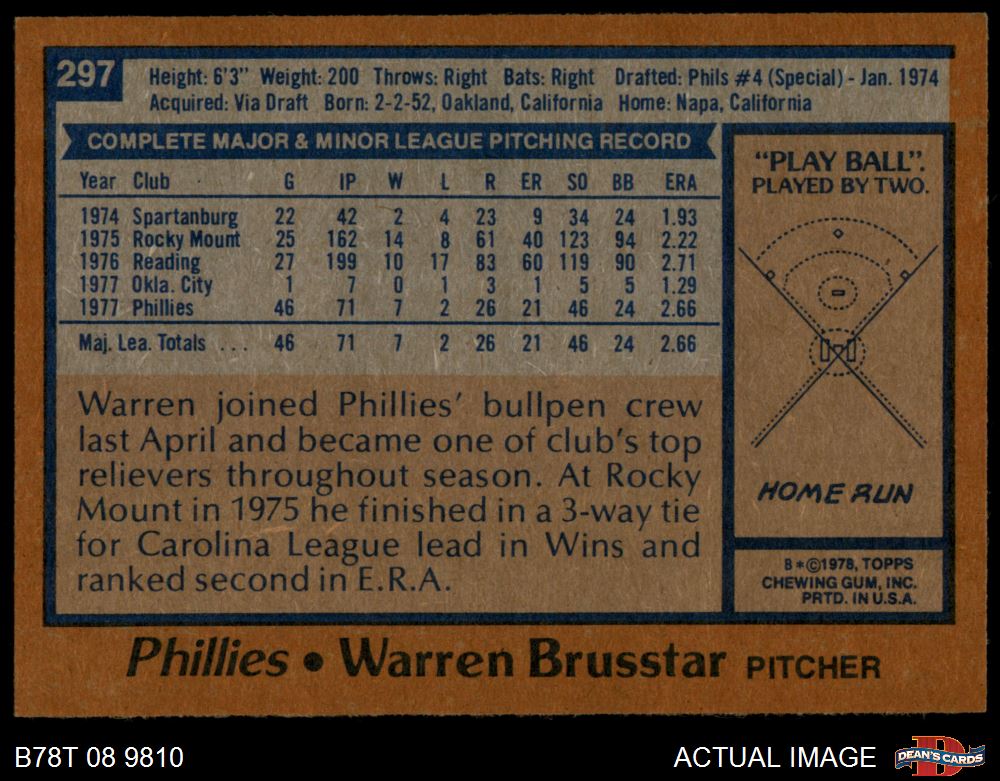 297
Height: 6'3" Weight: 200 Throws: Right Bats: Right Drafted: Phils #4 (Special) - Jan. 1974
Acquired: Via Draft Born: 2-2-52, Oakland, California Home: Napa, California
COMPLETE MAJOR & MINOR LEAGUE PITCHING RECORD
Year Club G IP W L R ER SO BB ERA
1974 Spartanburg 22 42 2 4 23 9 34 24 1.93
1975 Rocky Mount 25 162 14 8 61 40 123 94 2.22
1976 Reading 27 199 10 17 83 60 119 90 2.71
1977 Okla. City 1 7 0 1 3 1 5 5 1.29
1977 Phillies 46 71 7 2 26 21 46 24 2.66
Maj. Lea. Totals ... 46 71 7 2 26 21 46 24 2.66
Warren joined Phillies' bullpen crew
last April and became one of club's top
relievers throughout season. At Rocky
Mount in 1975 he finished in a 3-way tie
for Carolina League lead in Wins and
ranked second in E.R.A.
"PLAY BALL".
PLAYED BY TWO.
HOME RUN
B*©1978, TOPPS
CHEWING GUM, INC.
PRTD. IN U.S.A.
Phillies • Warren Brusstar PITCHER
B78T 08 9810
ACTUAL IMAGE
D
DEAN'S CARDS